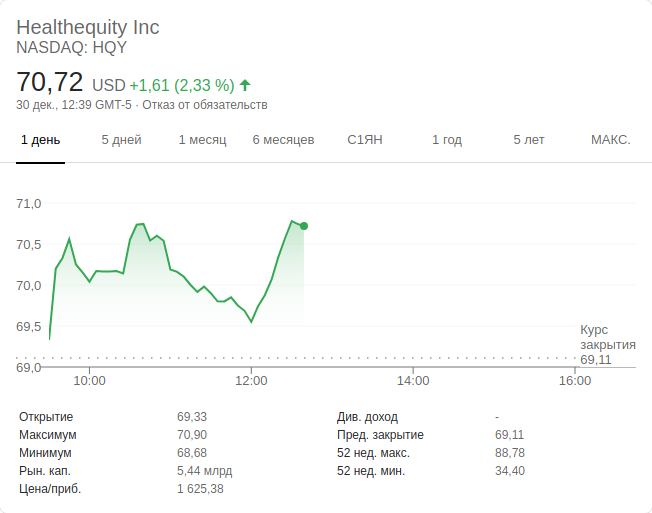 Healthequity Inc
NASDAQ: HQY
70,72 USD +1,61 (2,33 %)
30 дек., 12:39 GMT-5 · Отказ от обязательств
1 день 5 дней 1 месяц 6 месяцев С1ЯН 1 год 5 лет МАКС.
71,0
70,5
70,0
69,5
69,0
Курс
закрытия
69,11
10:00 12:00 14:00 16:00
Открытие 69,33 Див. доход -
Максимум 70,90 Пред. закрытие 69,11
Минимум 68,68 52 нед. макс. 88,78
Рын. кап. 5,44 млрд 52 нед. мин. 34,40
Цена/приб. 1 625,38